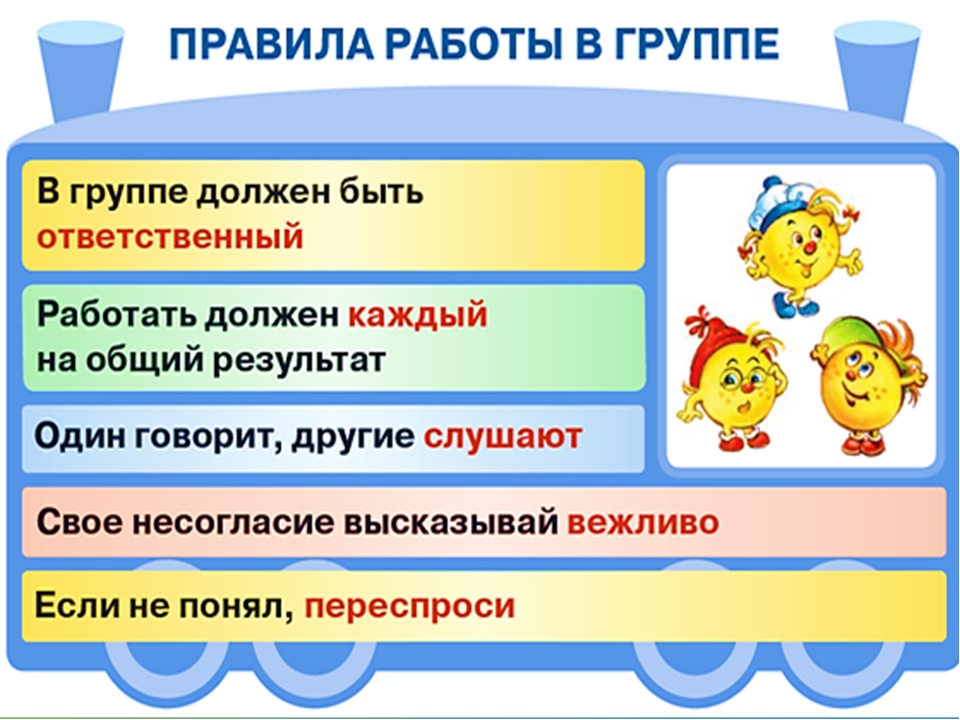 ПРАВИЛА РАБОТЫ В ГРУППЕ
В группе должен быть
ответственный
Работать должен каждый
на общий результат
Один говорит, другие слушают
Свое несогласие высказывай вежливо
Если не понял, переспроси